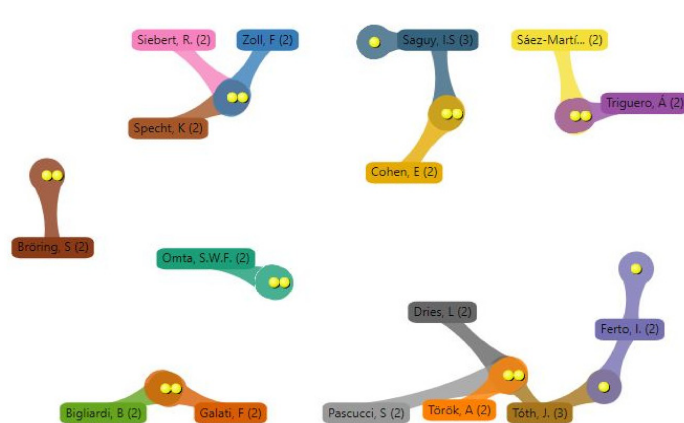 Siebert, R. (2)
Zoll, F (2)
Saguy, I.S (3)
Sáez-Martí... (2)
Triguero, Á (2)
Specht, K (2)
Cohen, E (2)
Bröring, S (2)
Omta, S.W.F. (2)
Dries, L (2)
Ferto, I. (2)
Bigliardi, B (2)
Galati, F (2)
Pascucci, S (2)
Török, A (2)
Tóth, J. (3)